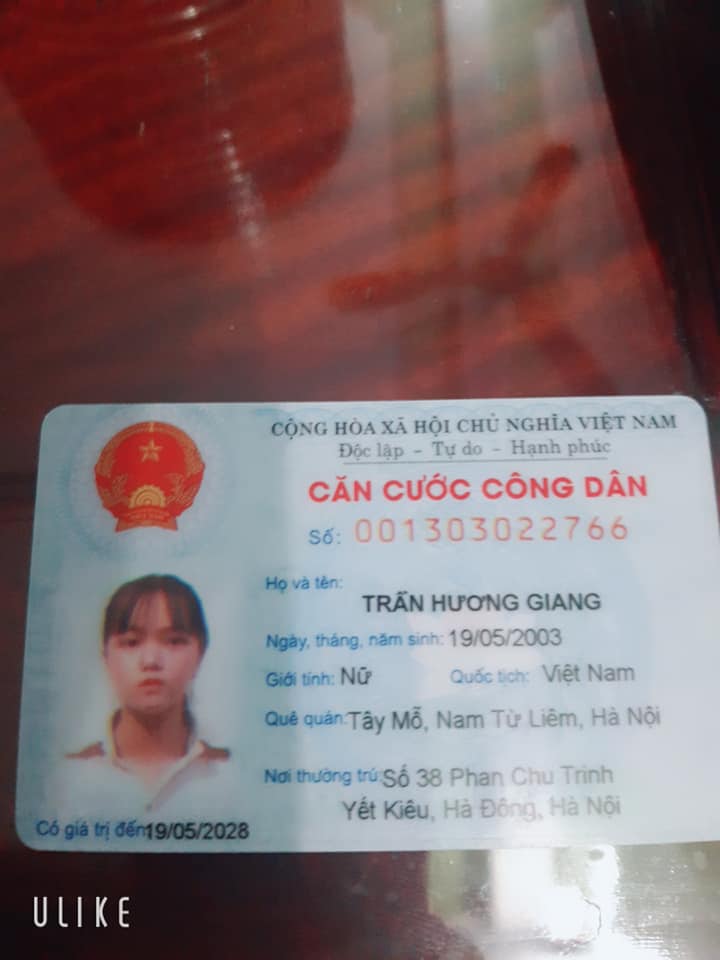 CỘNG HÒA XÃ HỘI CHỦ NGHĨA VIỆT NAM
Độc lập - Tự do - Hạnh phúc
CĂN CƯỚC CÔNG DÂN
Số: 001303022766
Họ và tên:
TRẦN HƯƠNG GIANG
Ngày, tháng, năm sinh: 19/05/2003
Giới tính: Nữ Quốc tịch: Việt Nam
Quê quán: Tây Mỗ, Nam Từ Liêm, Hà Nội
Nơi thường trú: Số 38 Phan Chu Trinh
Yết Kiêu, Hà Đông, Hà Nội
Có giá trị đến: 19/05/2028
ULIKE